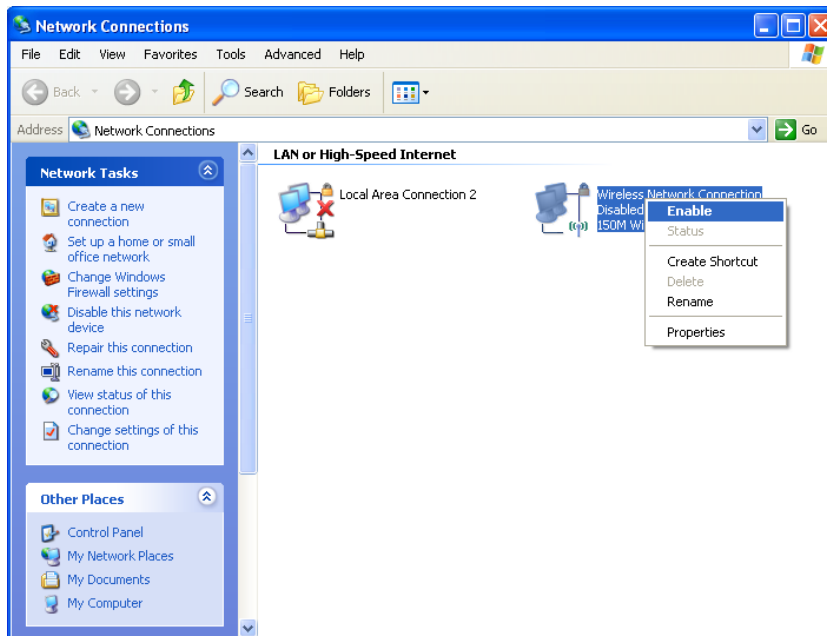 Network Connections
File Edit View Favorites Tools Advanced Help
Back Search Folders
Address Network Connections Go
Network Tasks
Create a new
connection
Set up a home or small
office network
Change Windows
Firewall settings
Disable this network
device
Repair this connection
Rename this connection
View status of this
connection
Change settings of this
connection
Other Places
Control Panel
My Network Places
My Documents
My Computer
LAN or High-Speed Internet
Local Area Connection 2
Wireless Network Connection
Disabled
150M
Enable
Status
Create Shortcut
Delete
Rename
Properties